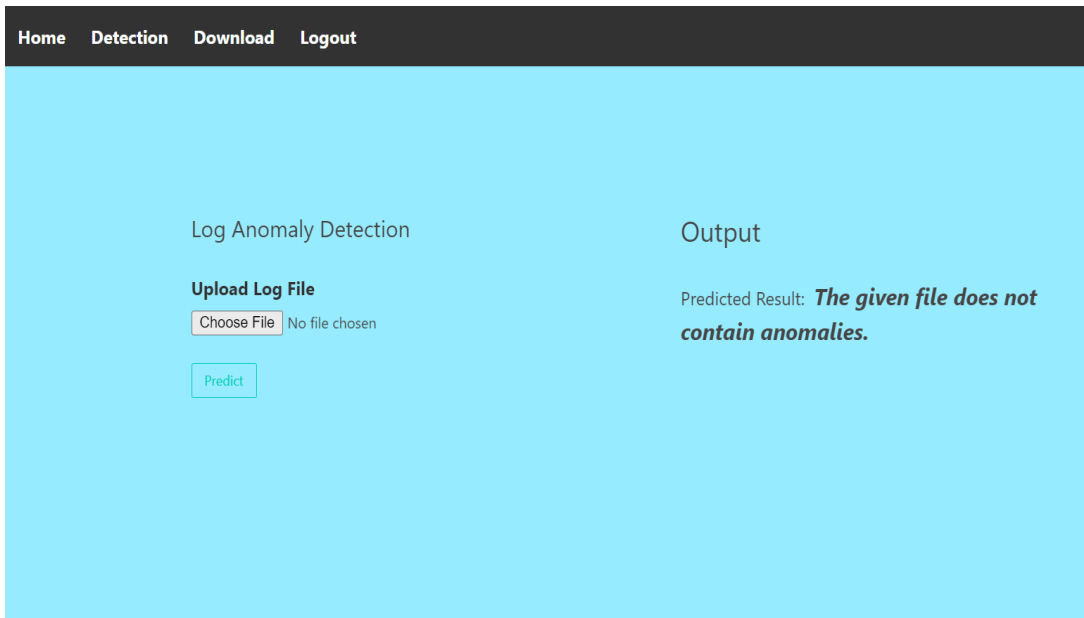 Home Detection Download Logout
Log Anomaly Detection
Upload Log File
Choose File No file chosen
Predict
Output
Predicted Result: The given file does not
contain anomalies.